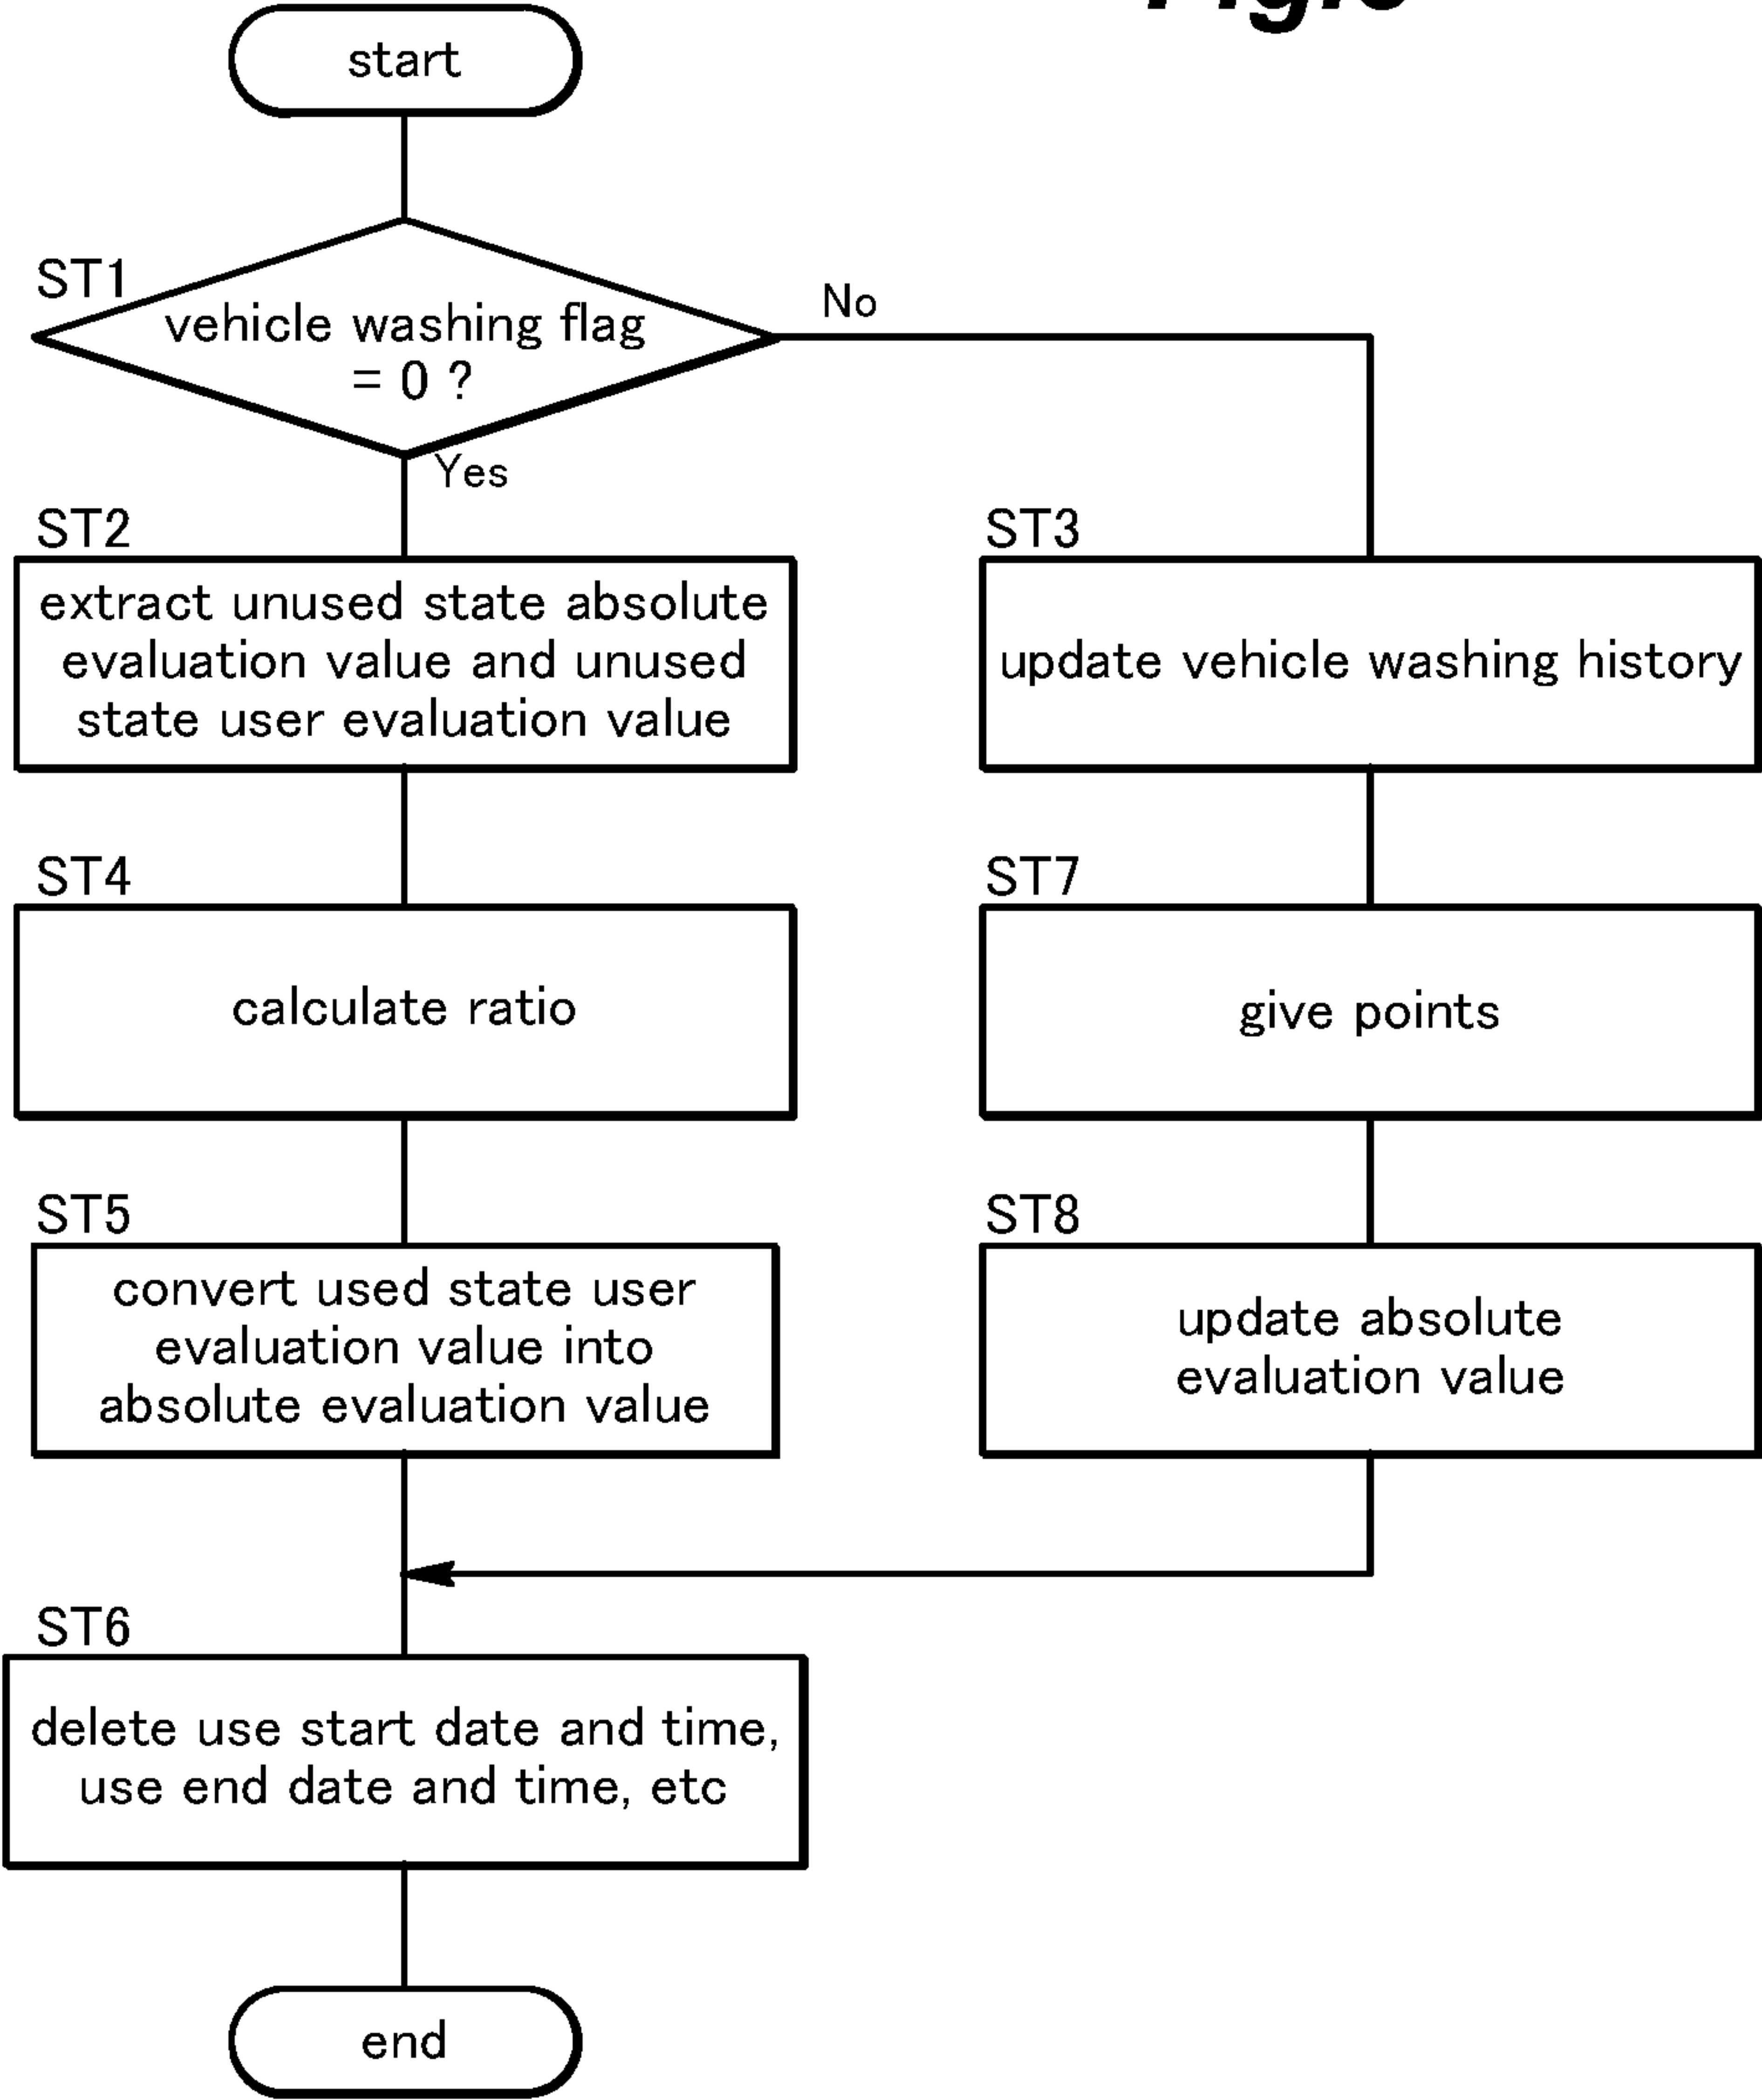 start
ST1
vehicle washing flag
= 0 ?
No
Yes
ST2
extract unused state absolute
evaluation value and unused
state user evaluation value
ST3
update vehicle washing history
ST4
calculate ratio
ST7
give points
ST5
convert used state user
evaluation value into
absolute evaluation value
ST8
update absolute
evaluation value
ST6
delete use start date and time,
use end date and time, etc
end